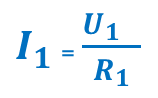 I₁ = U₁ / R₁